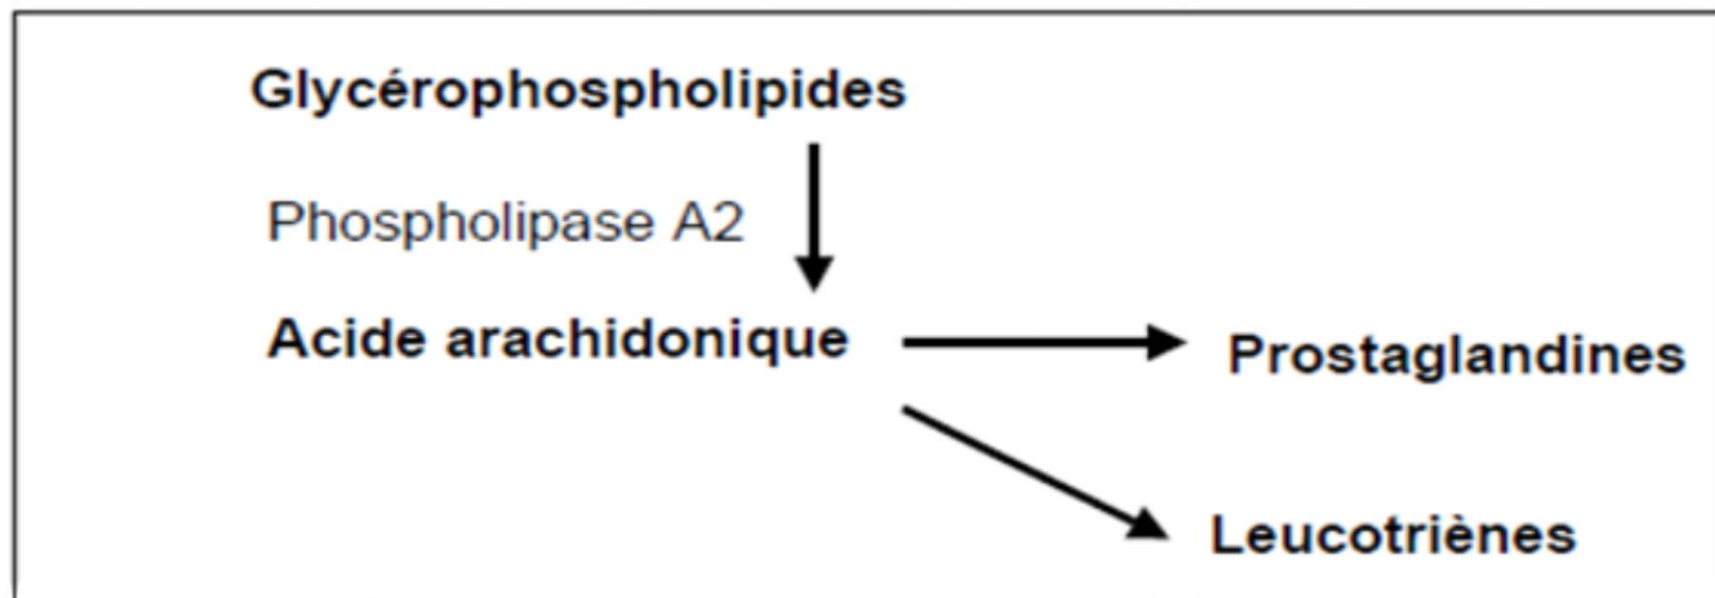 Glycérophospholipides
Phospholipase A2
Acide arachidonique
Prostaglandines
Leucotriènes